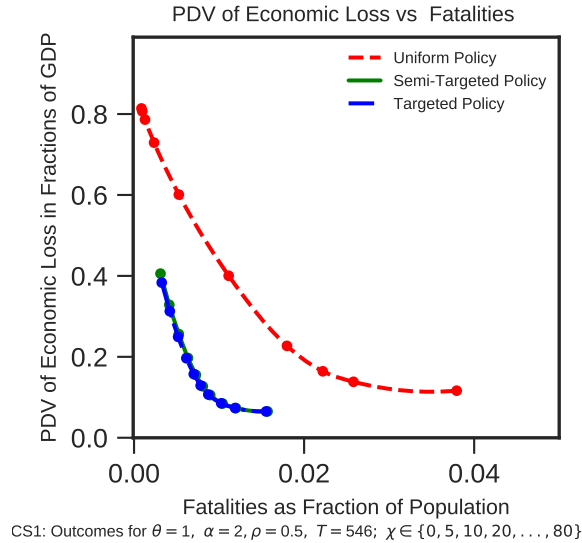 PDV of Economic Loss vs Fatalities
Uniform Policy
Semi-Targeted Policy
Targeted Policy
PDV of Economic Loss in Fractions of GDP
0.8
0.6
0.4
0.2
0.0
0.00 0.02 0.04
Fatalities as Fraction of Population
CS1: Outcomes for θ = 1, α = 2, ρ = 0.5, T = 546; χ ∈ {0, 5, 10, 20, . . . , 80}